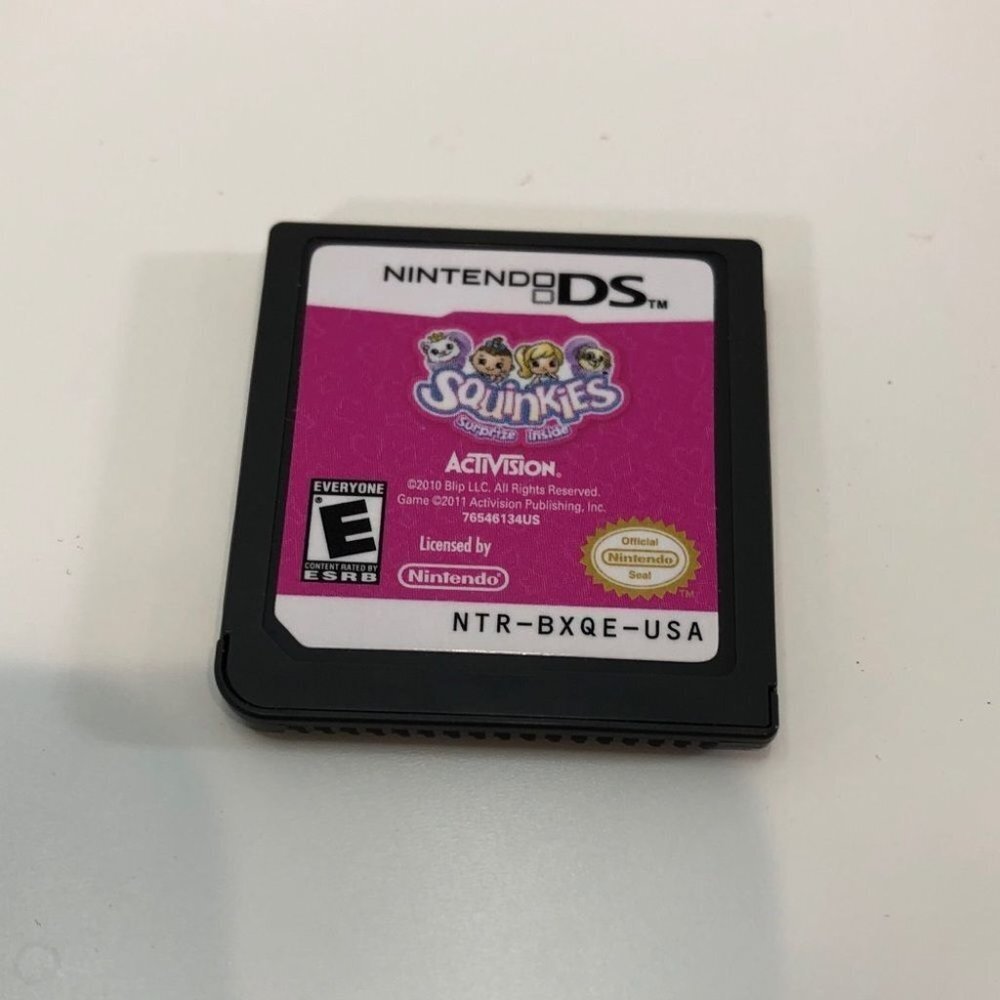 NINTENDO DS™
SQUINKIES
Surprize Inside
ACTIVISION®
©2010 Blip LLC. All Rights Reserved.
Game ©2011 Activision Publishing, Inc.
76546134US
EVERYONE
E
CONTENT RATED BY
ESRB
Licensed by
Nintendo®
Official
Nintendo
Seal
TM
NTR-BXQE-USA